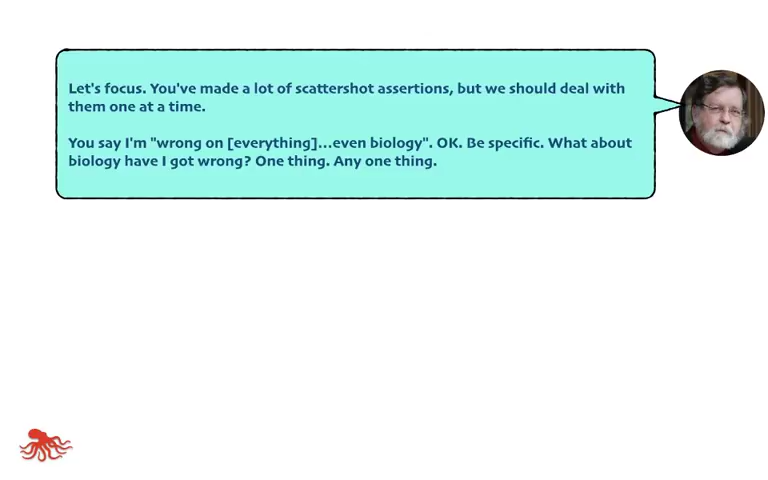 Let's focus. You've made a lot of scattershot assertions, but we should deal with
them one at a time.
You say I'm "wrong on [everything]...even biology". OK. Be specific. What about
biology have I got wrong? One thing. Any one thing.